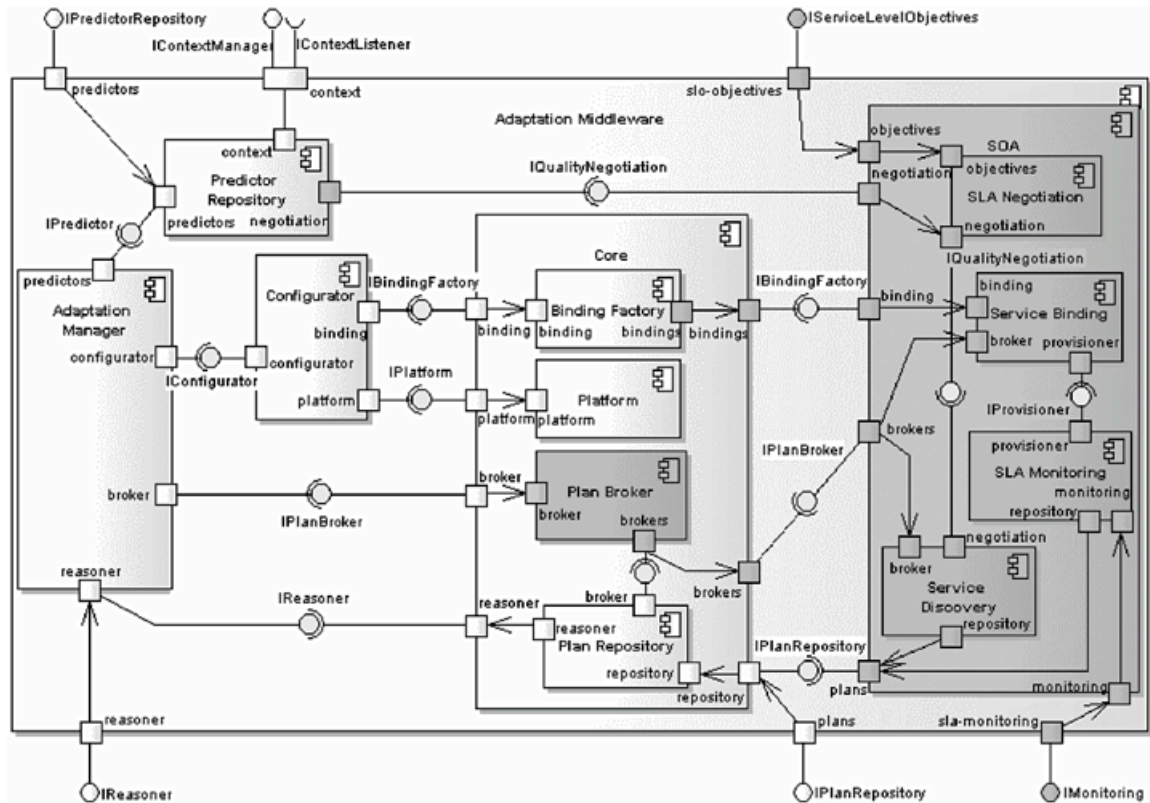 IPredictorRepository
IContextManager
IContextListener
IServiceLevelObjectives
predictors
context
slo-objectives
Adaptation Middleware
objectives
SOA
context
IQualityNegotiation
negotiation
objectives
Predictor
Repository
SLA Negotiation
IPredictor
predictors
negotiation
negotiation
predictors
Core
IQualityNegotiation
Configurator
IBindingFactory
IBindingFactory
binding
Adaptation
Manager
Binding Factory
binding
Service Binding
binding
binding
binding
bindings
bindings
broker
provisioner
configurator
configurator
IConfigurator
IPlatform
Platform
IProvisioner
platform
platform
platform
brokers
provisioner
IPlanBroker
SLA Monitoring
broker
Plan Broker
monitoring
broker
broker
repository
IPlanBroker
brokers
negotiation
broker
Service
Discovery
reasoner
IReasoner
broker
brokers
reasoner
reasoner
repository
Plan Repository
IPlanRepository
repository
repository
plans
monitoring
reasoner
plans
sla-monitoring
IReasoner
IPlanRepository
IMonitoring